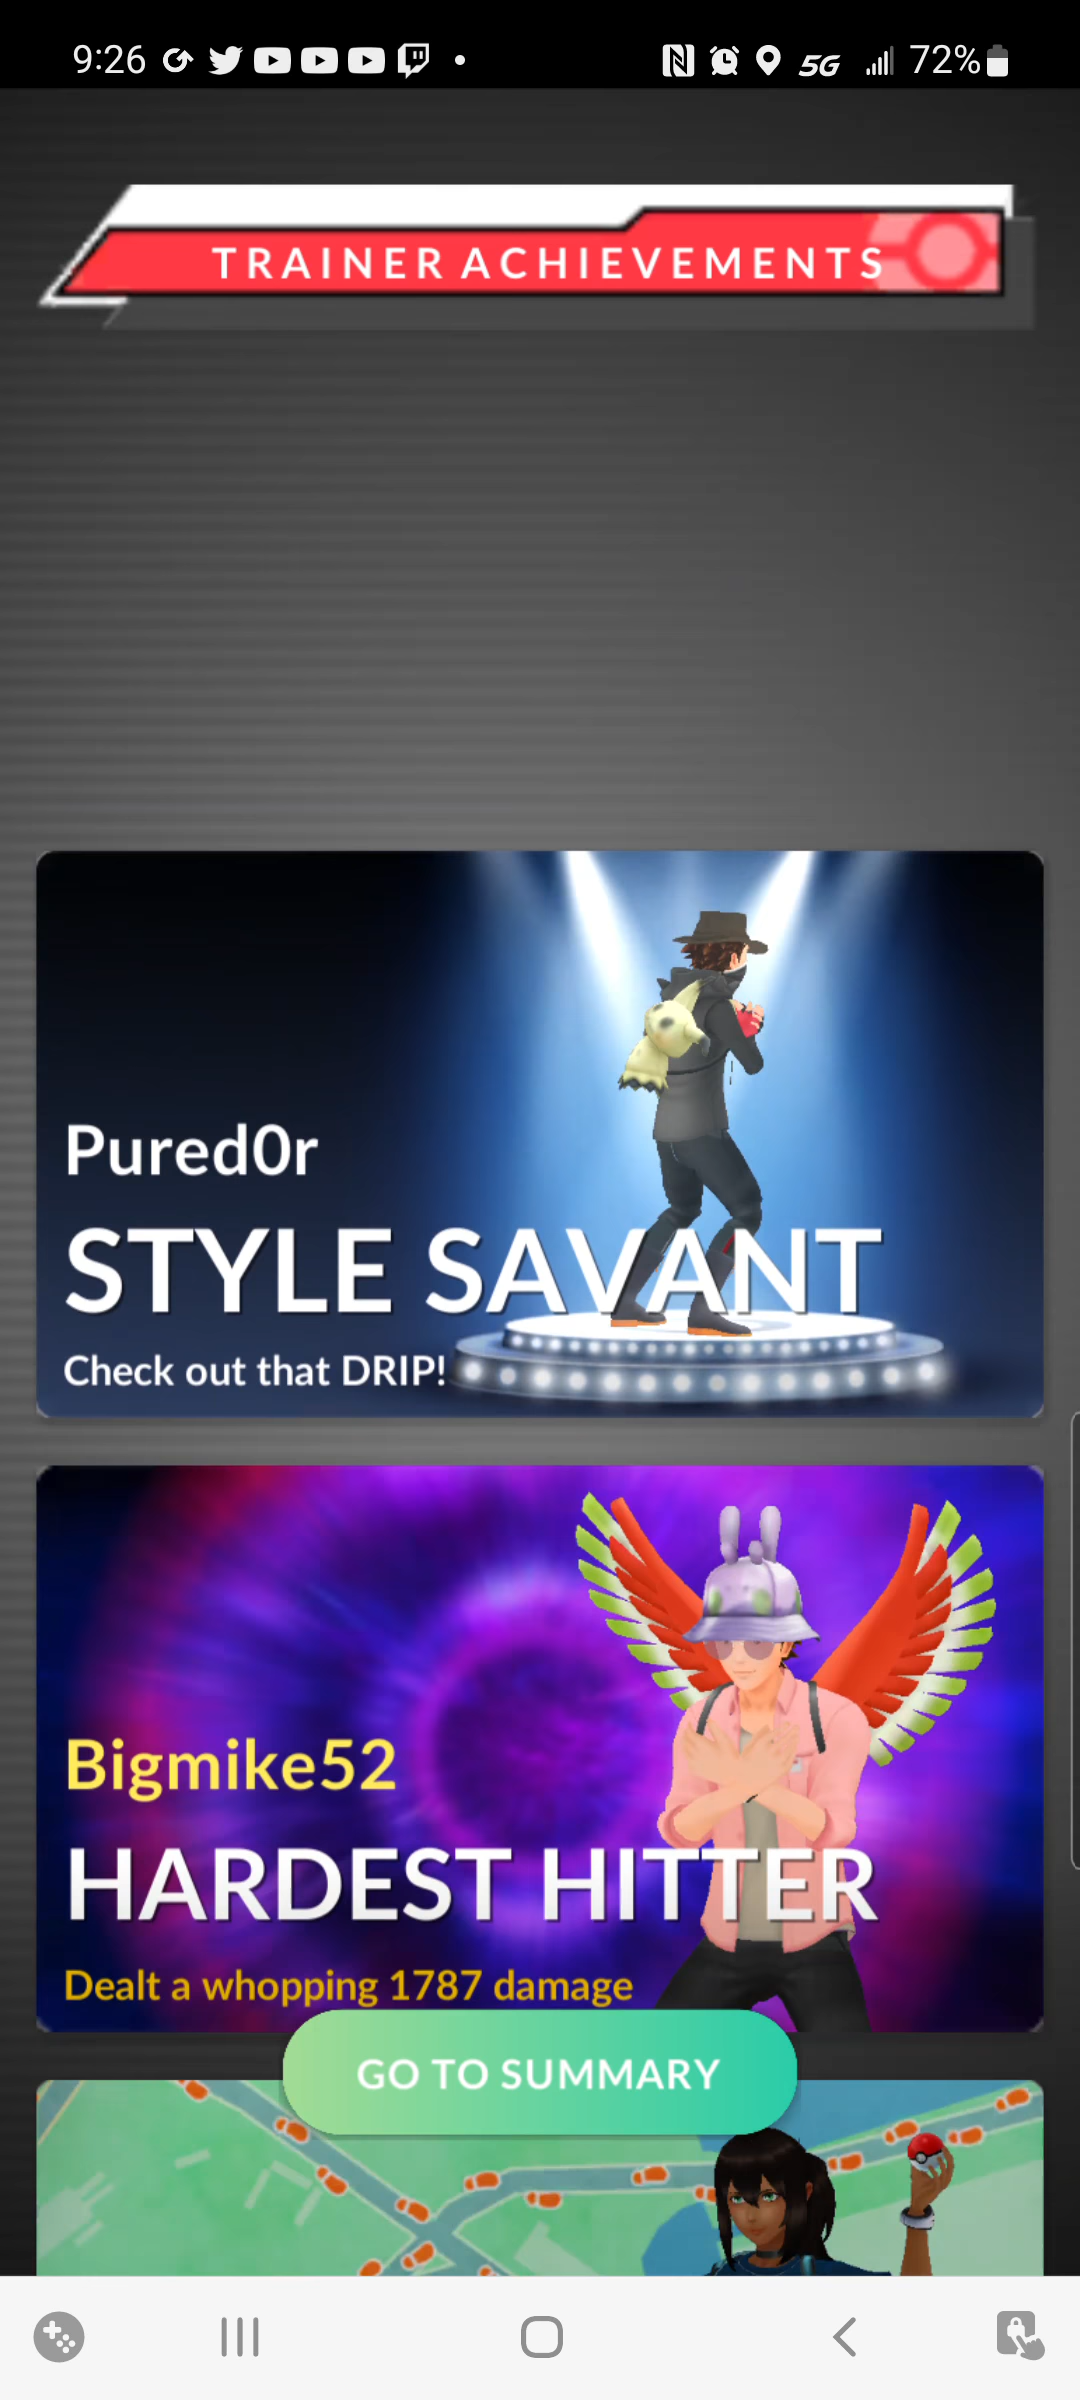 9:26
5G
72%
TRAINER ACHIEVEMENTS
Pured0r
STYLE SAVANT
Check out that DRIP!
Bigmike52
HARDEST HITTER
Dealt a whopping 1787 damage
GO TO SUMMARY